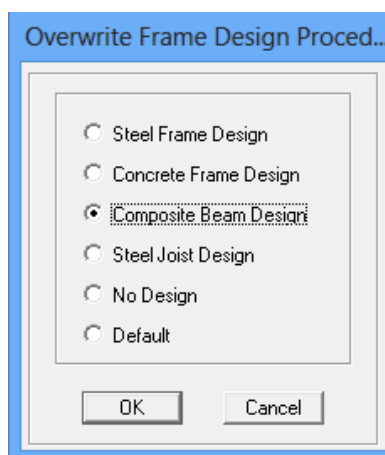 Overwrite Frame Design Proced...
Steel Frame Design
Concrete Frame Design
Composite Beam Design
Steel Joist Design
No Design
Default
OK Cancel